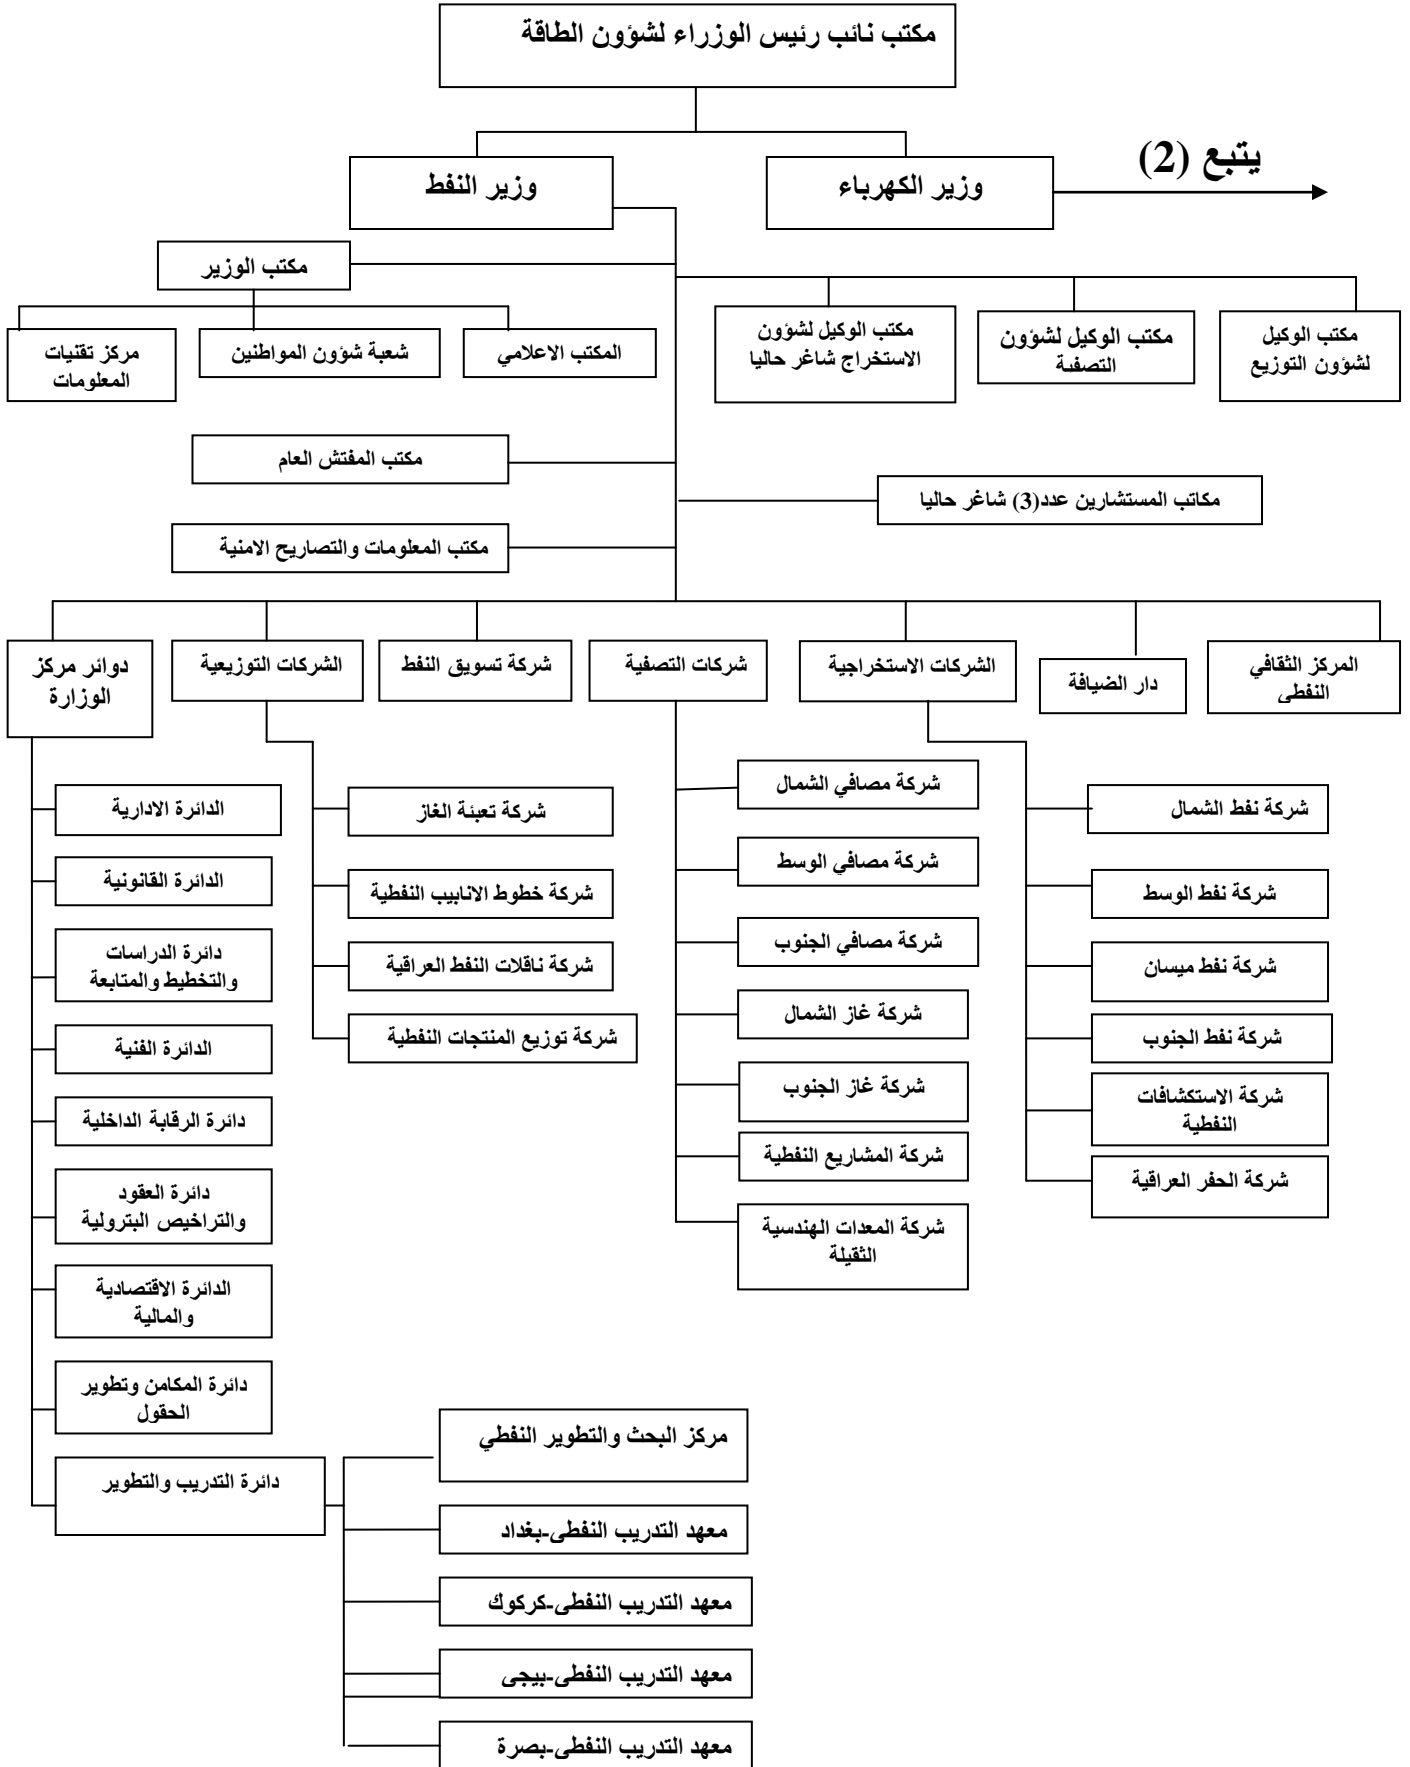 مكتب نائب رئيس الوزراء لشؤون الطاقة
يتبع (2)
وزير الكهرباء
وزير النفط
مكتب الوزير
مكتب الوكيل
لشؤون التوزيع
مكتب الوكيل لشؤون
التصفية
مكتب الوكيل لشؤون
الاستخراج شاغر حاليا
المكتب الاعلامي
شعبة شؤون المواطنين
مركز تقنيات
المعلومات
مكتب المفتش العام
مكاتب المستشارين عدد(3) شاغر حاليا
مكتب المعلومات والتصاريح الامنية
المركز الثقافي
النفطي
دار الضيافة
الشركات الاستخراجية
شركات التصفية
شركة تسويق النفط
الشركات التوزيعية
دوائر مركز
الوزارة
شركة نفط الشمال
شركة نفط الوسط
شركة نفط ميسان
شركة نفط الجنوب
شركة الاستكشافات
النفطية
شركة الحفر العراقية
شركة مصافي الشمال
شركة مصافي الوسط
شركة مصافي الجنوب
شركة غاز الشمال
شركة غاز الجنوب
شركة المشاريع النفطية
شركة المعدات الهندسية
الثقيلة
شركة تعبئة الغاز
شركة خطوط الانابيب النفطية
شركة ناقلات النفط العراقية
شركة توزيع المنتجات النفطية
الدائرة الادارية
الدائرة القانونية
دائرة الدراسات
والتخطيط والمتابعة
الدائرة الفنية
دائرة الرقابة الداخلية
دائرة العقود
والتراخيص البترولية
الدائرة الاقتصادية
والمالية
دائرة المكامن وتطوير
الحقول
دائرة التدريب والتطوير
مركز البحث والتطوير النفطي
معهد التدريب النفطي-بغداد
معهد التدريب النفطي-كركوك
معهد التدريب النفطي-بيجي
معهد التدريب النفطي-بصرة